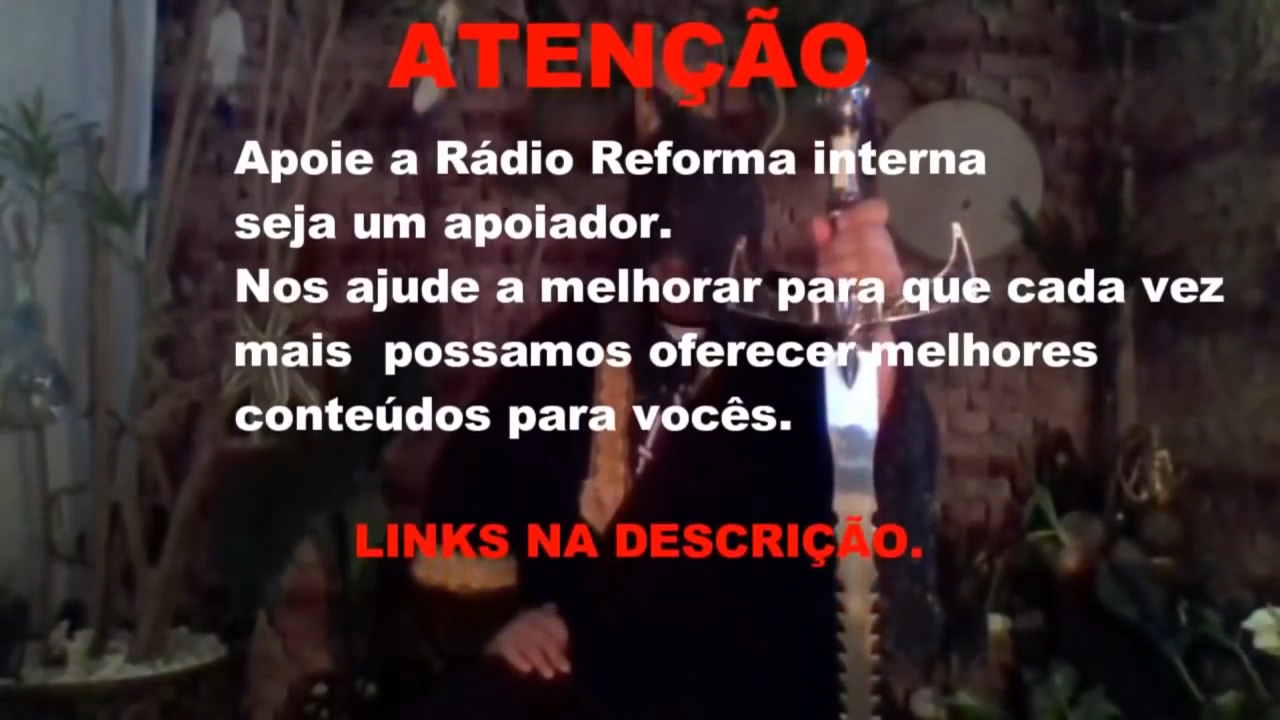 ATENÇÃO
Apoie a Rádio Reforma interna
seja um apoiador.
Nos ajude a melhorar para que cada vez
mais possamos oferecer melhores
conteúdos para vocês.
LINKS NA DESCRIÇÃO.